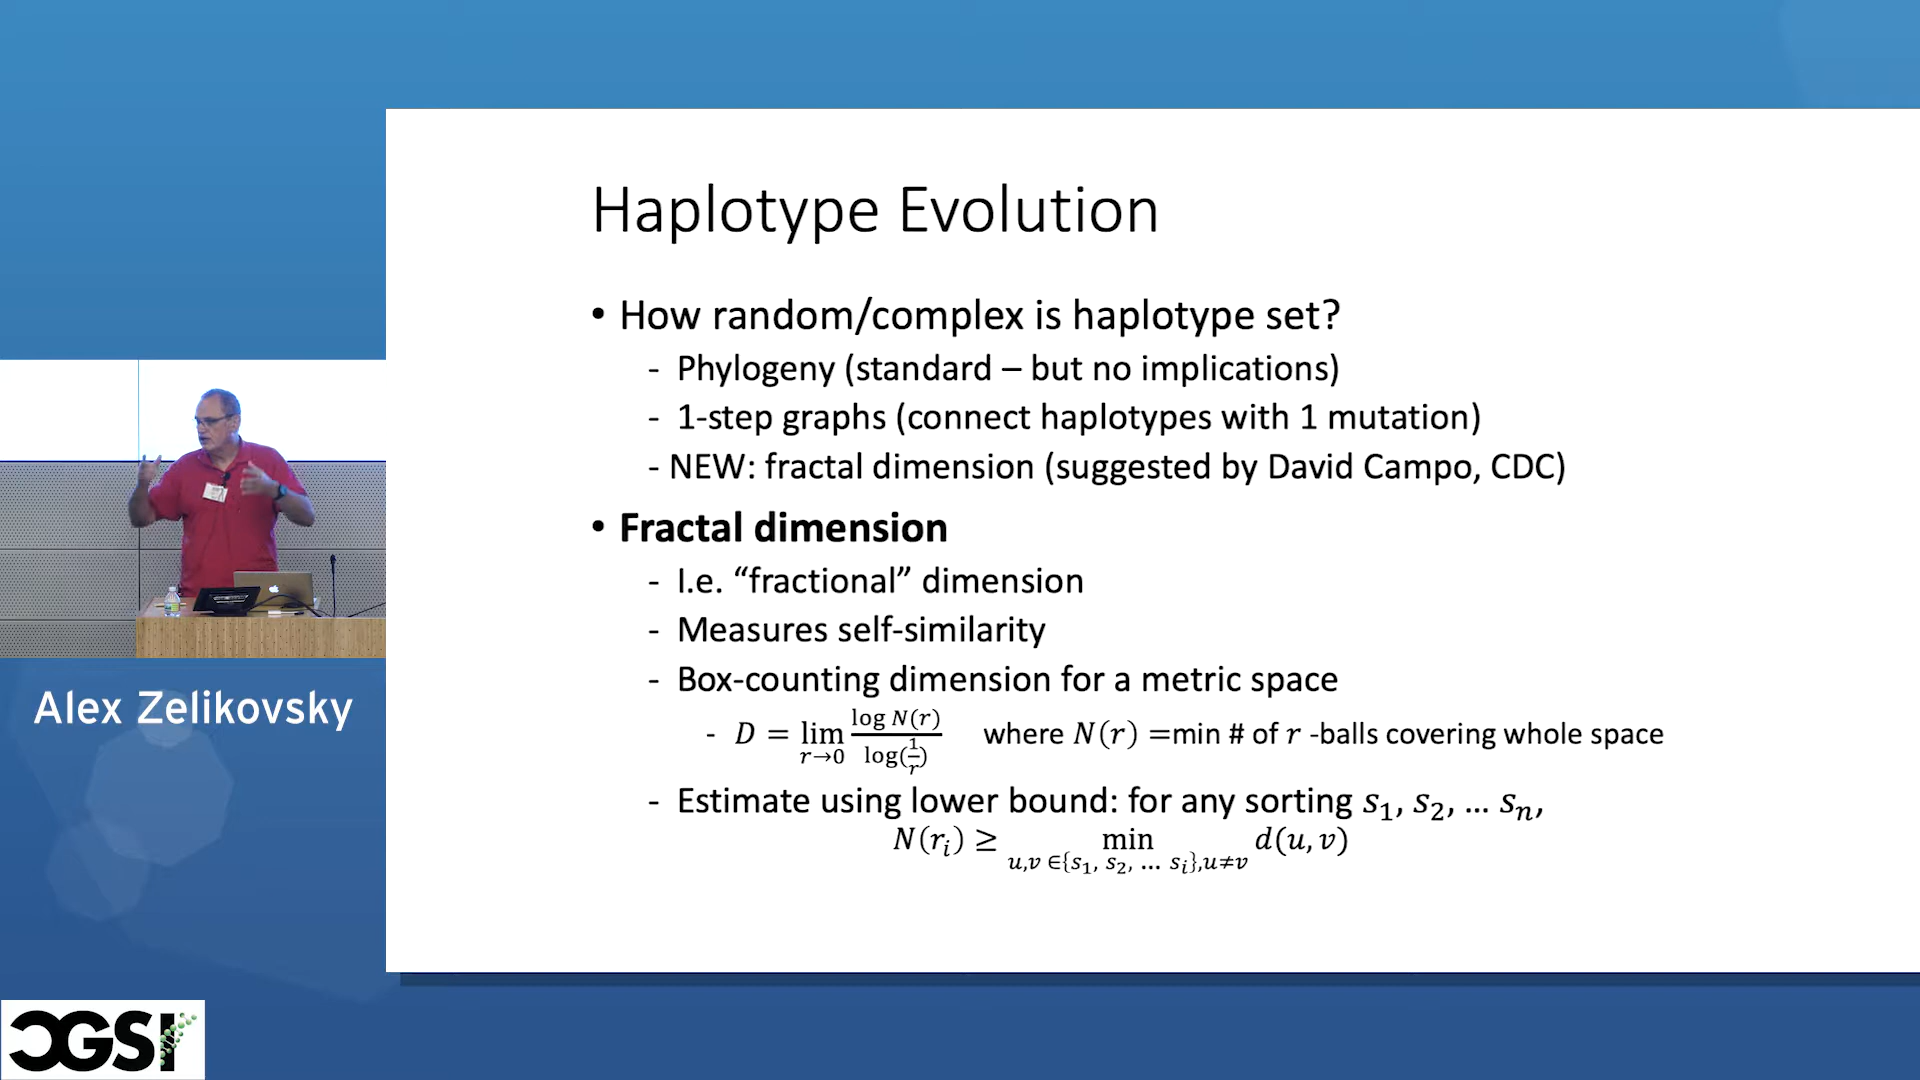 Haplotype Evolution
• How random/complex is haplotype set?
- Phylogeny (standard – but no implications)
- 1-step graphs (connect haplotypes with 1 mutation)
- NEW: fractal dimension (suggested by David Campo, CDC)
• Fractal dimension
- I.e. “fractional” dimension
- Measures self-similarity
- Box-counting dimension for a metric space
- D = lim_{r→0} log N(r) / log(1/r) where N(r) =min # of r -balls covering whole space
- Estimate using lower bound: for any sorting s₁, s₂, … sₙ,
N(rᵢ) ≥ min_{u,v ∈{s₁, s₂, … sᵢ},u≠v} d(u, v)
Alex Zelikovsky
CGSI